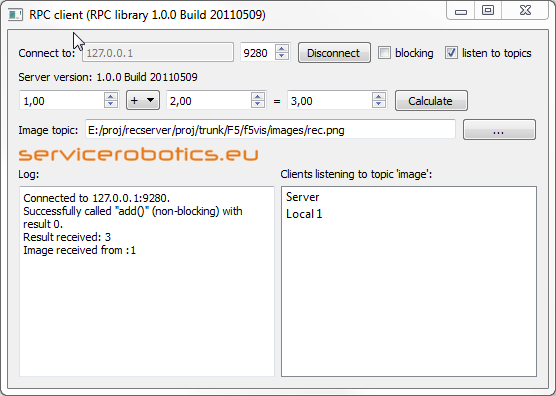 RPC client (RPC library 1.0.0 Build 20110509)
Connect to: 127.0.0.1 9280 Disconnect blocking listen to topics
Server version: 1.0.0 Build 20110509
1,00 + 2,00 = 3,00 Calculate
Image topic: E:/proj/recserver/proj/trunk/F5/f5vis/images/rec.png ...
servicerobotics.eu
Log:
Connected to 127.0.0.1:9280.
Successfully called "add()" (non-blocking) with
result 0.
Result received: 3
Image received from :1
Clients listening to topic 'image':
Server
Local 1